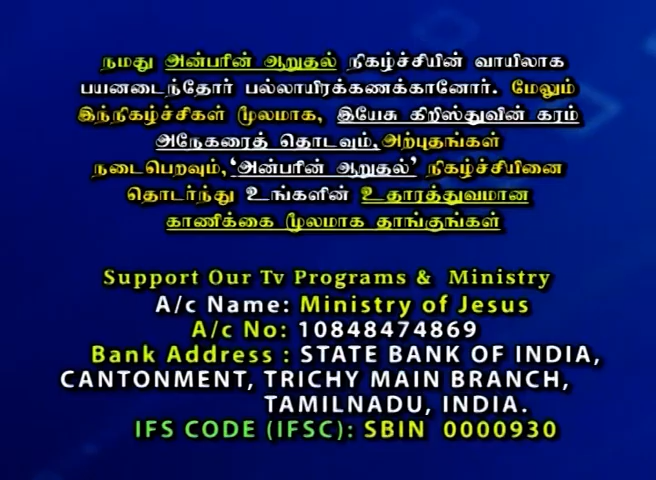 நமது அன்பரின் ஆறுதல் நிகழ்ச்சியின் வாயிலாக
பயனடைந்தோர் பல்லாயிரக்கணக்கானோர். மேலும்
இந்நிகழ்ச்சிகள் மூலமாக, இயேசு கிறிஸ்துவின் கரம்
அநேகரைத் தொடவும்,அற்புதங்கள்
நடைபெறவும்,‘அன்பரின் ஆறுதல்’ நிகழ்ச்சியினை
தொடர்ந்து உங்களின் உதாரத்துவமான
காணிக்கை மூலமாக தாங்குங்கள்
Support Our Tv Programs & Ministry
A/c Name: Ministry of Jesus
A/c No: 10848474869
Bank Address : STATE BANK OF INDIA,
CANTONMENT, TRICHY MAIN BRANCH,
TAMILNADU, INDIA.
IFS CODE (IFSC): SBIN 0000930